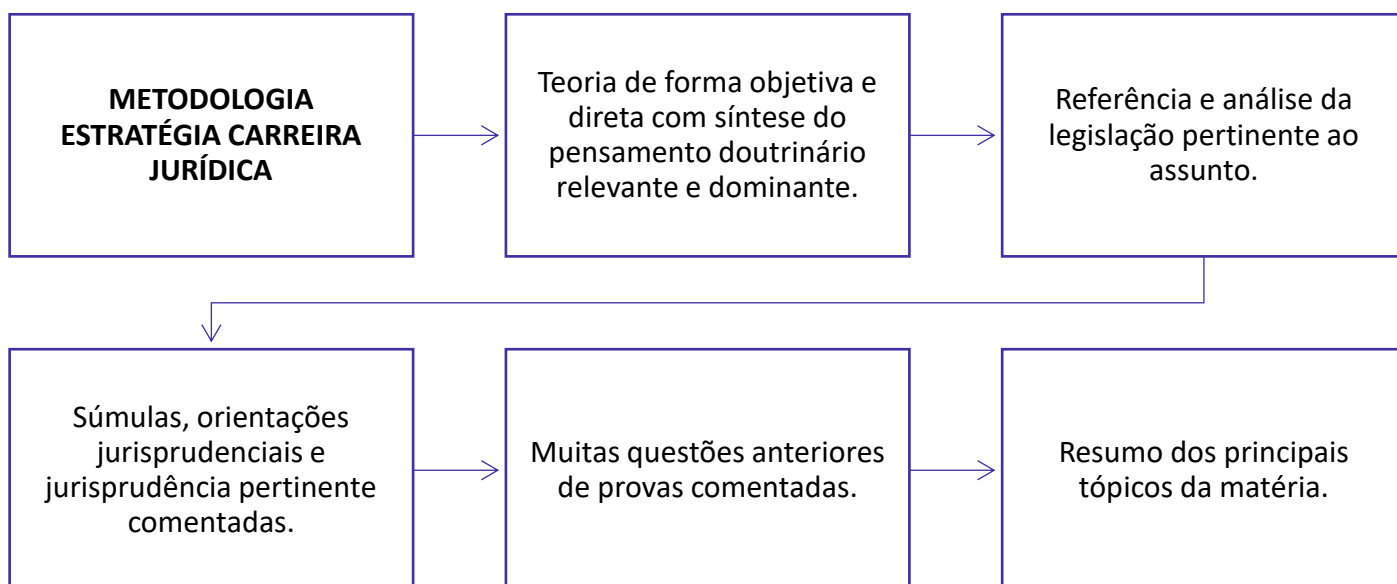 METODOLOGIA
ESTRATÉGIA CARREIRA
JURÍDICA
Teoria de forma objetiva e
direta com síntese do
pensamento doutrinário
relevante e dominante.
Referência e análise da
legislação pertinente ao
assunto.
Súmulas, orientações
jurisprudenciais e
jurisprudência pertinente
comentadas.
Muitas questões anteriores
de provas comentadas.
Resumo dos principais
tópicos da matéria.